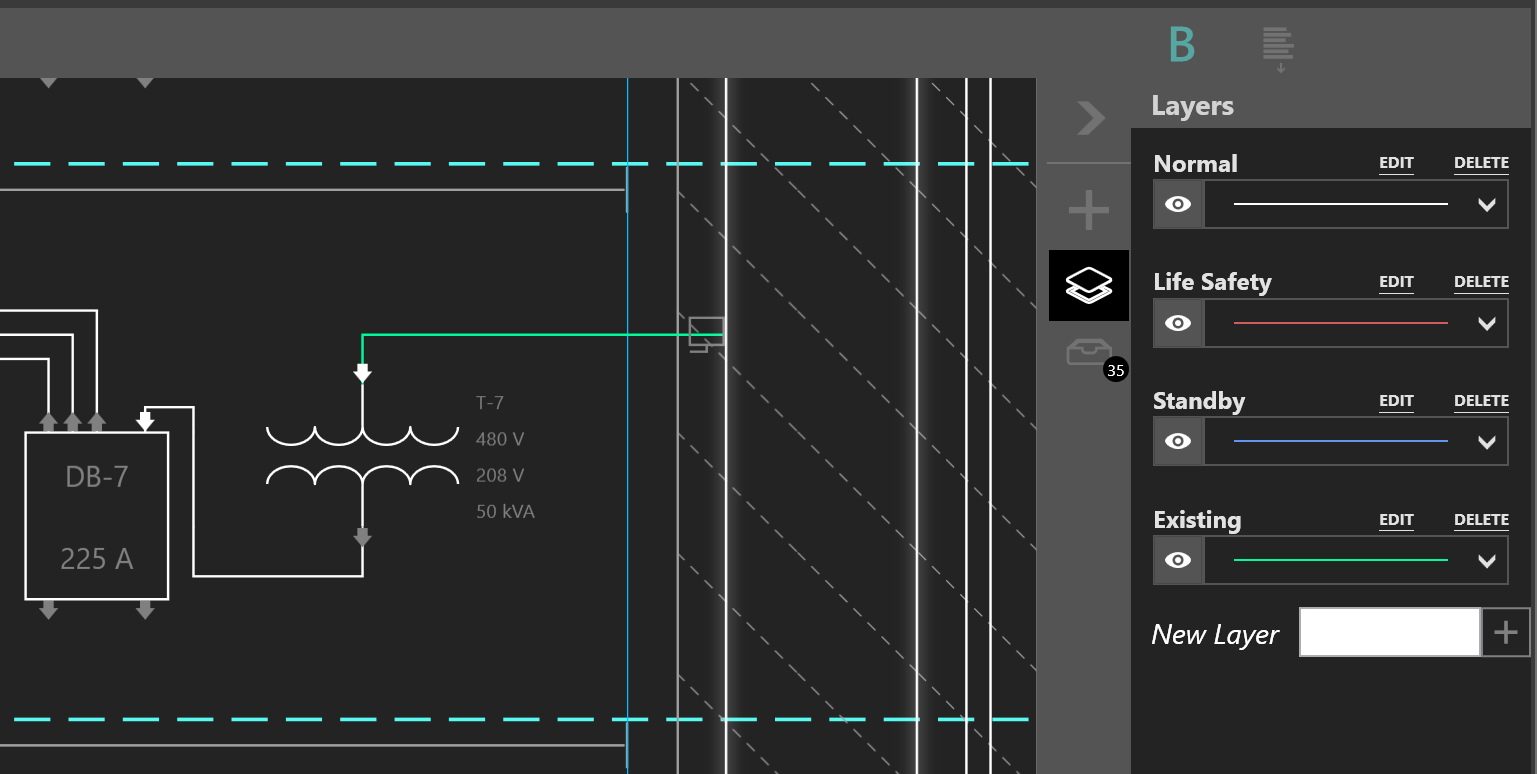 B
Layers
Normal EDIT DELETE
Life Safety EDIT DELETE
35
Standby EDIT DELETE
T-7
480 V
208 V
50 kVA
DB-7
225 A
Existing EDIT DELETE
New Layer